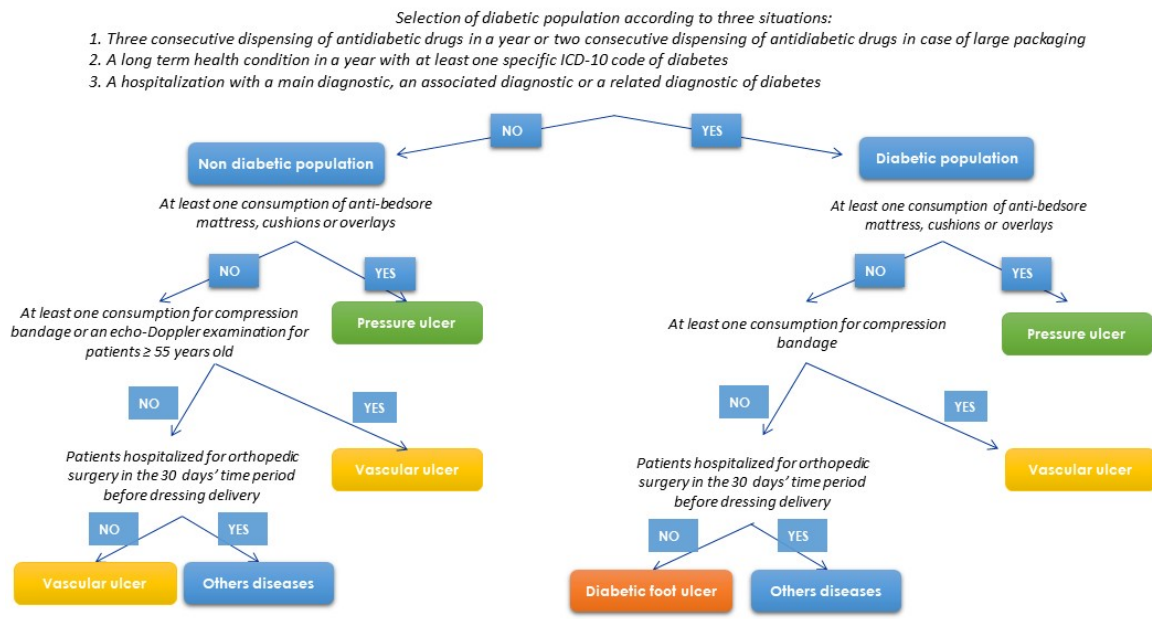 Selection of diabetic population according to three situations:
1. Three consecutive dispensing of antidiabetic drugs in a year or two consecutive dispensing of antidiabetic drugs in case of large packaging
2. A long term health condition in a year with at least one specific ICD-10 code of diabetes
3. A hospitalization with a main diagnostic, an associated diagnostic or a related diagnostic of diabetes
NO
YES
Non diabetic population
Diabetic population
At least one consumption of anti-bedsore
mattress, cushions or overlays
At least one consumption of anti-bedsore
mattress, cushions or overlays
NO
YES
NO
YES
At least one consumption for compression
bandage or an echo-Doppler examination for
patients ≥ 55 years old
Pressure ulcer
At least one consumption for compression
bandage
Pressure ulcer
NO
YES
NO
YES
Patients hospitalized for orthopedic
surgery in the 30 days' time period
before dressing delivery
Vascular ulcer
Patients hospitalized for orthopedic
surgery in the 30 days' time period
before dressing delivery
Vascular ulcer
NO
YES
NO
YES
Vascular ulcer
Others diseases
Diabetic foot ulcer
Others diseases